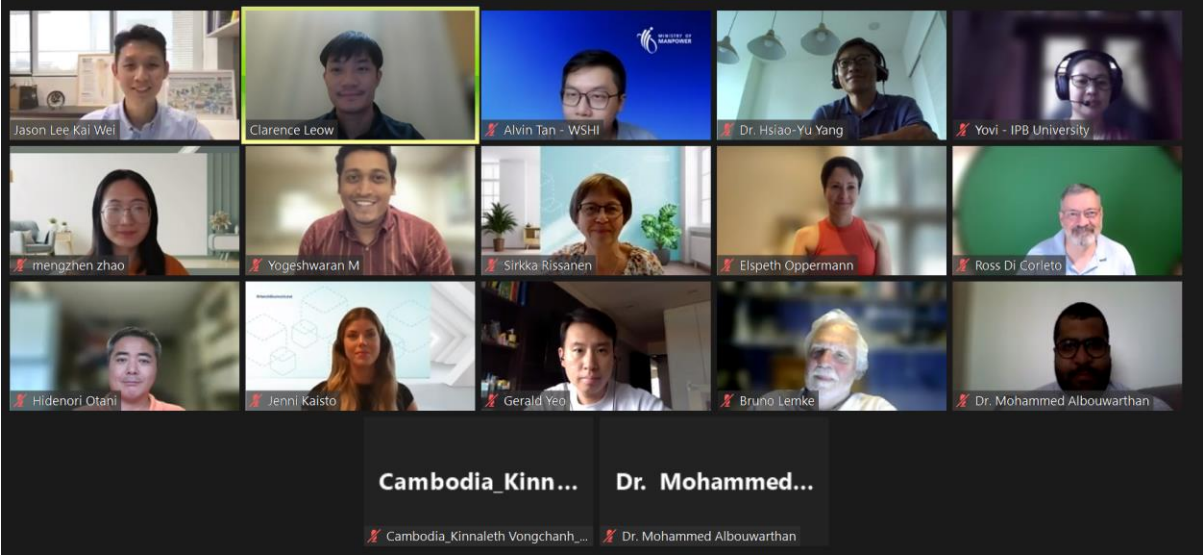 MINISTRY OF
MANPOWER
Jason Lee Kai Wei
Clarence Leow
Alvin Tan - WSHI
Dr. Hsiao-Yu Yang
Yovi - IPB University
mengzhen zhao
Yogeshwaran M
Sirkka Rissanen
Elspeth Oppermann
Ross Di Corleto
Hidenori Otani
Jenni Kaisto
Gerald Yeo
Bruno Lemke
Dr. Mohammed Albouwarthan
Cambodia_Kinn...
Dr. Mohammed...
Cambodia_Kinnaleth Vongchanh_...
Dr. Mohammed Albouwarthan